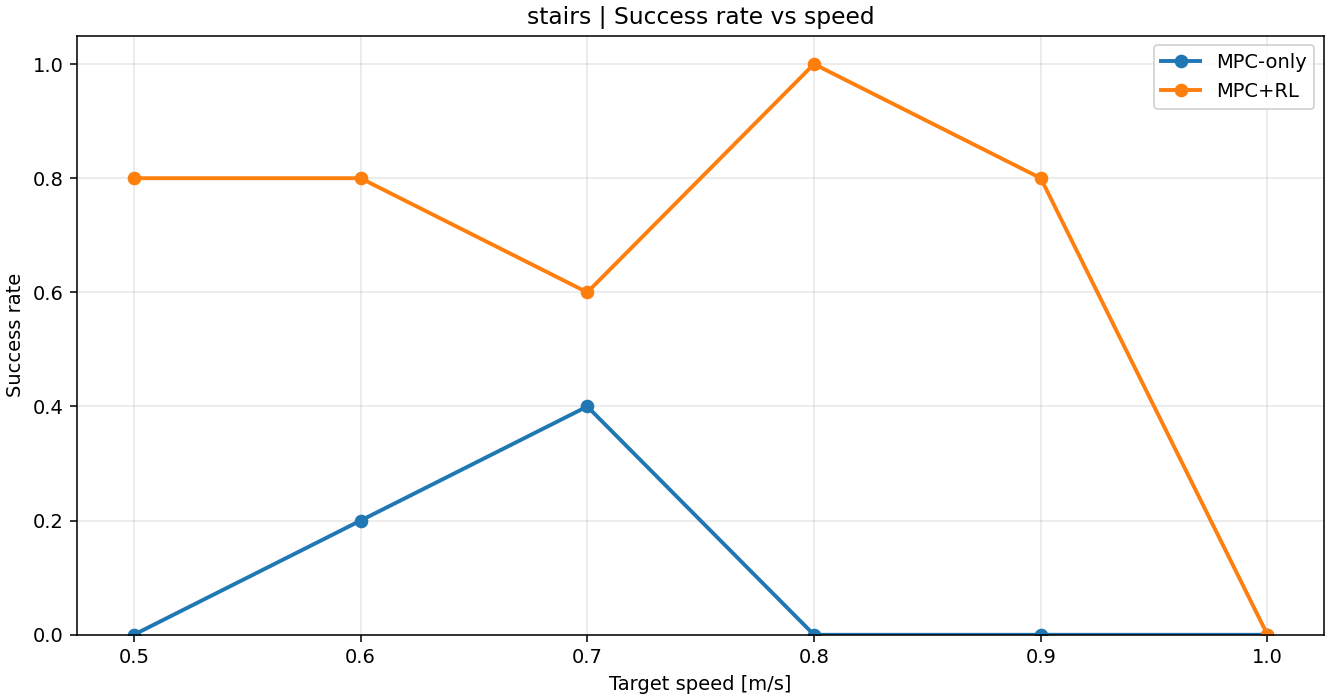 stairs | Success rate vs speed
MPC-only
MPC+RL
Success rate
1.0
0.8
0.6
0.4
0.2
0.0
0.5 0.6 0.7 0.8 0.9 1.0
Target speed [m/s]